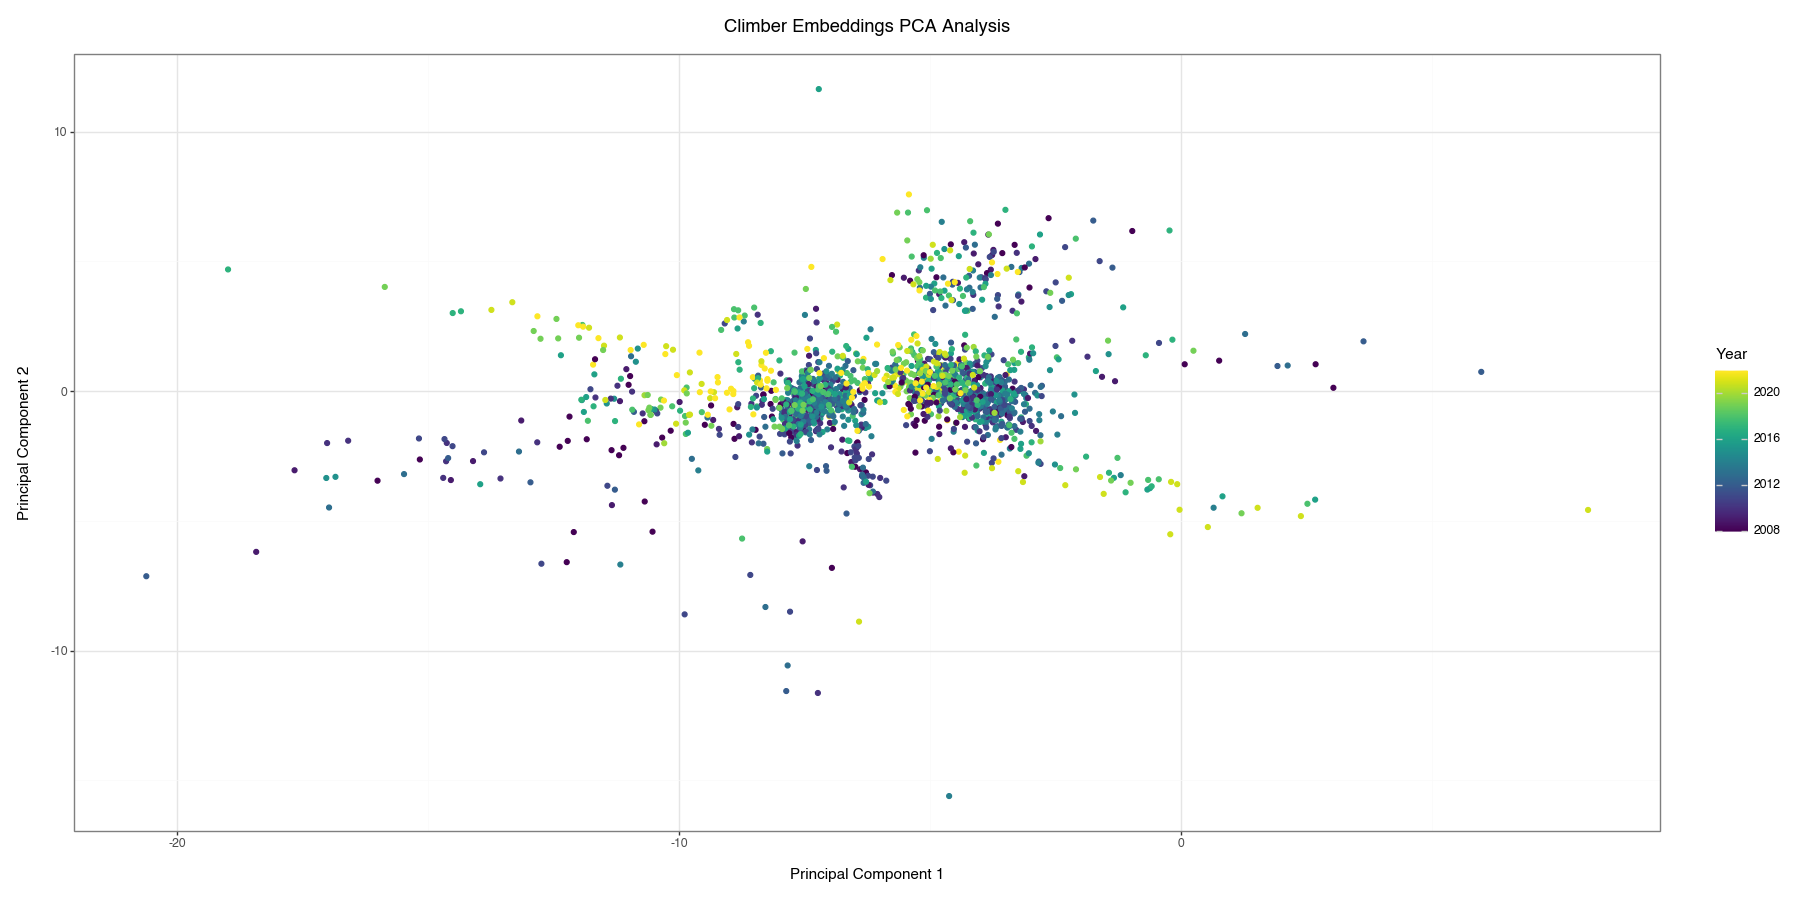 Climber Embeddings PCA Analysis
10
0
-10
Principal Component 2
-20
-10
0
Principal Component 1
Year
2020
2016
2012
2008